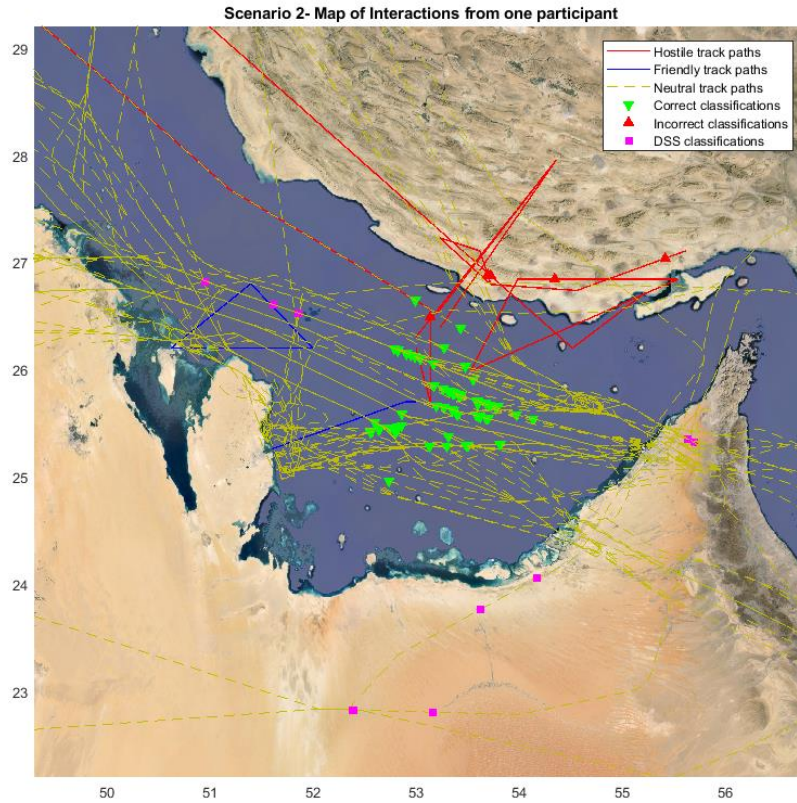 Scenario 2- Map of Interactions from one participant
29
28
27
26
25
24
23
50 51 52 53 54 55 56
Hostile track paths
Friendly track paths
Neutral track paths
Correct classifications
Incorrect classifications
DSS classifications